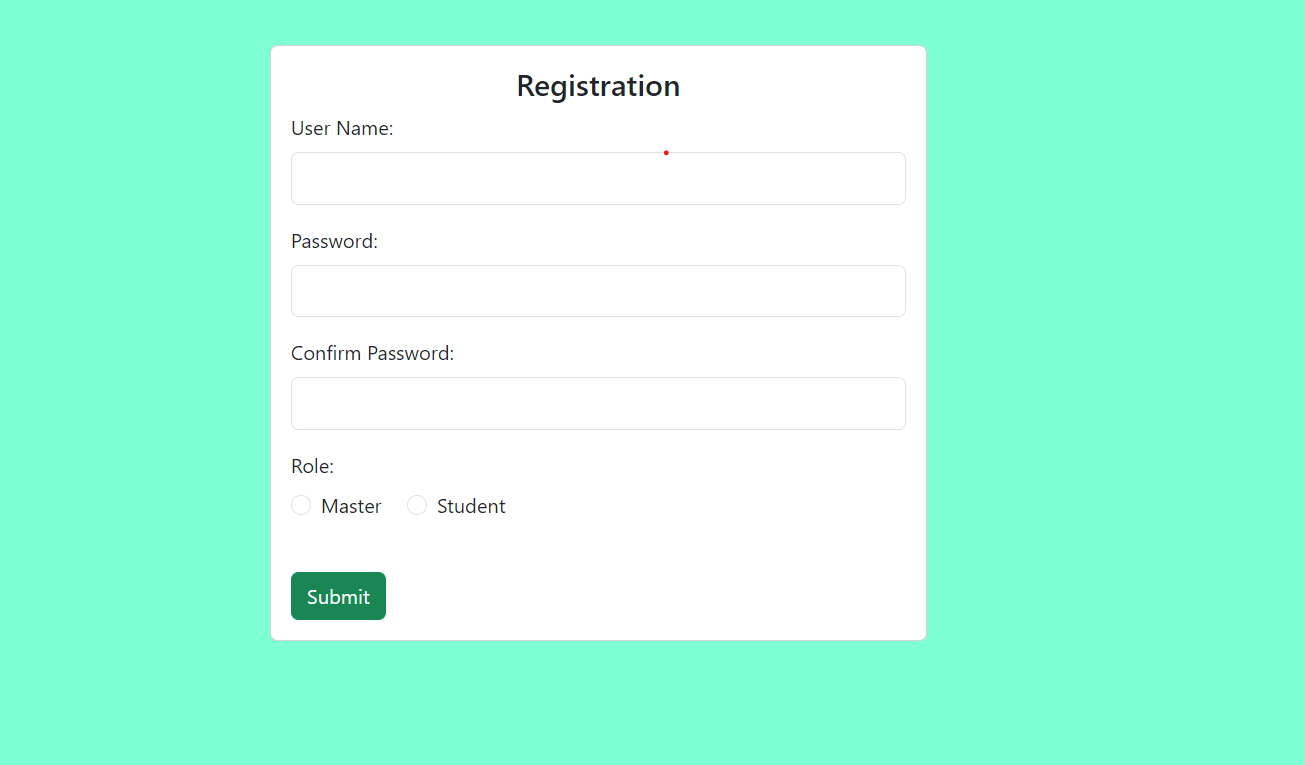 Registration
User Name:
Password:
Confirm Password:
Role:
Master Student
Submit